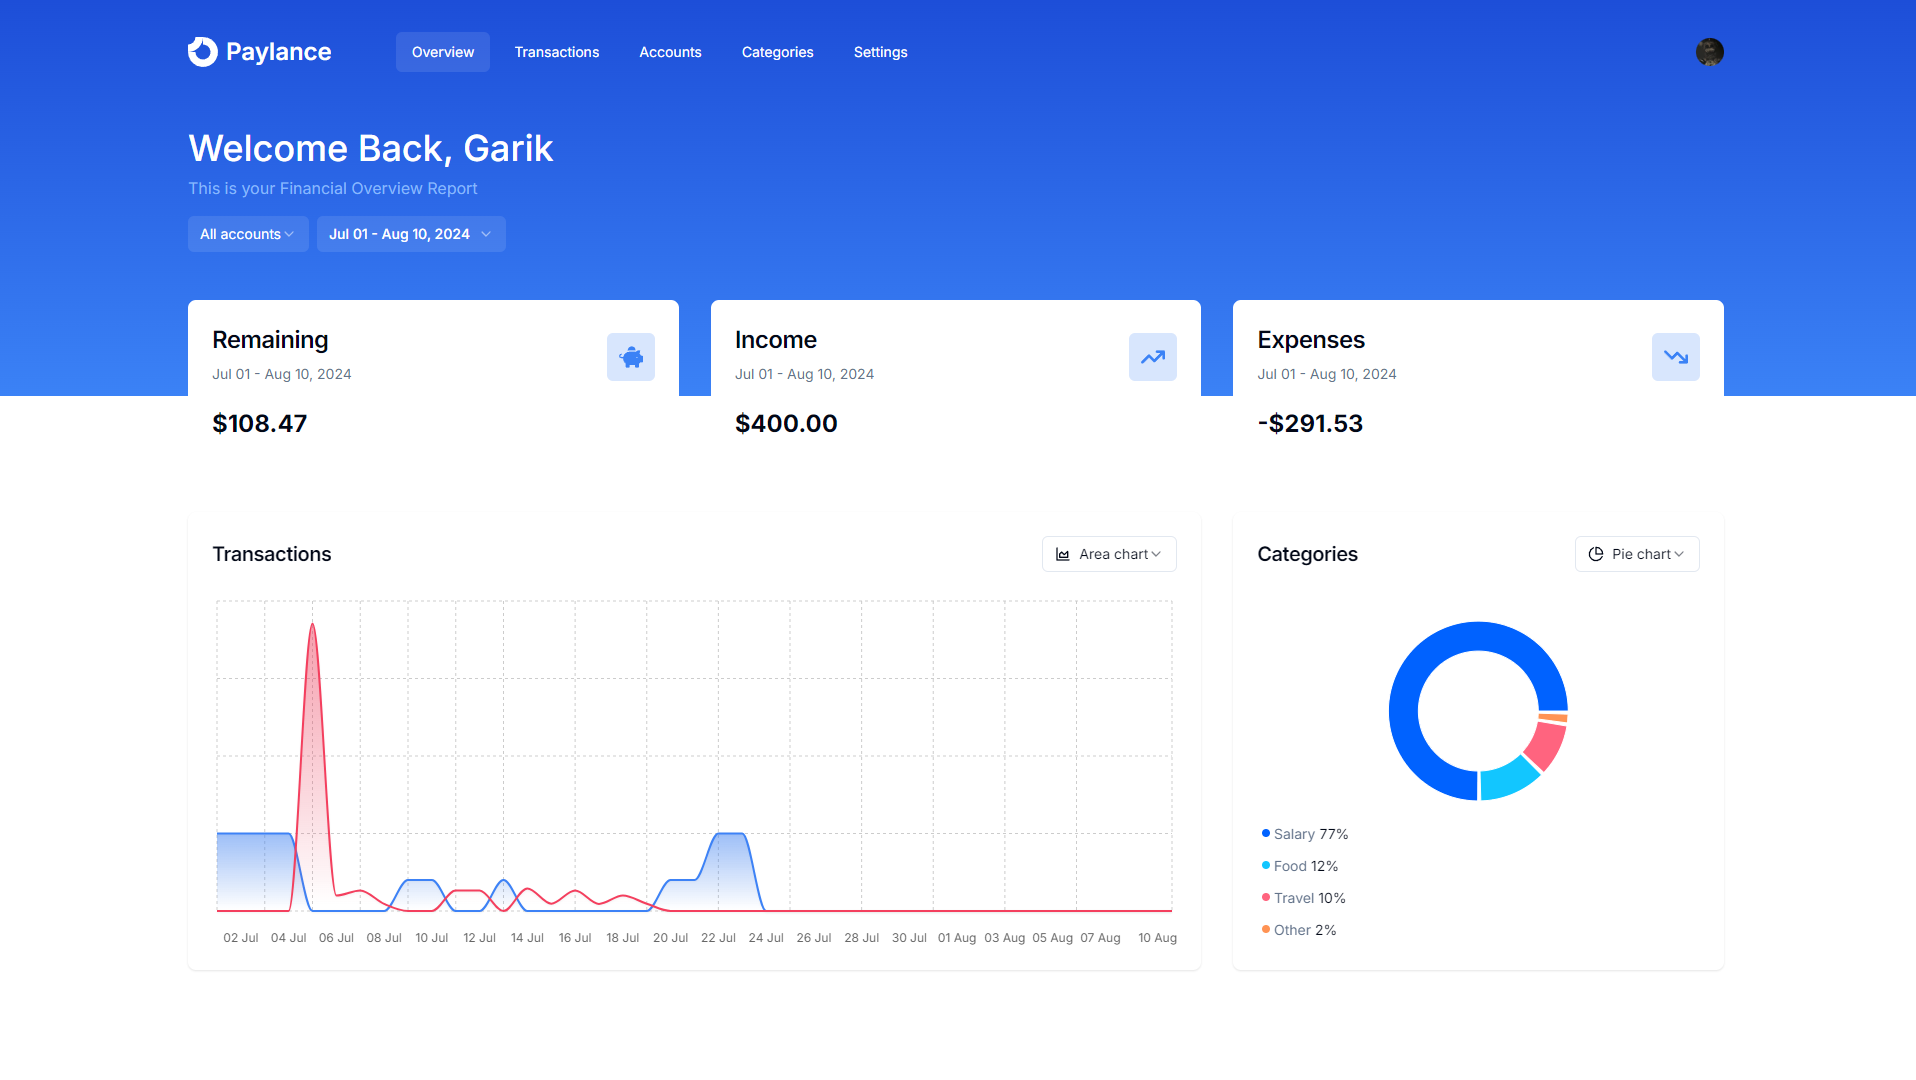 Paylance
Overview
Transactions
Accounts
Categories
Settings
Welcome Back, Garik
This is your Financial Overview Report
All accounts
Jul 01 - Aug 10, 2024
Remaining
Jul 01 - Aug 10, 2024
$108.47
Income
Jul 01 - Aug 10, 2024
$400.00
Expenses
Jul 01 - Aug 10, 2024
-$291.53
Transactions
Area chart
02 Jul 04 Jul 06 Jul 08 Jul 10 Jul 12 Jul 14 Jul 16 Jul 18 Jul 20 Jul 22 Jul 24 Jul 26 Jul 28 Jul 30 Jul 01 Aug 03 Aug 05 Aug 07 Aug 10 Aug
Categories
Pie chart
Salary 77%
Food 12%
Travel 10%
Other 2%